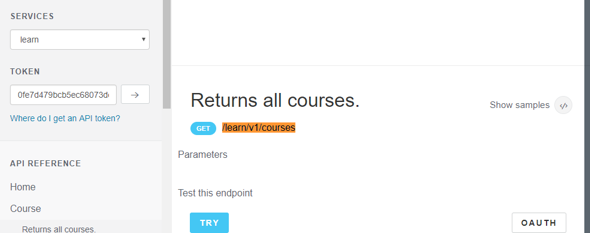 SERVICES
learn
TOKEN
0fe7d479bcb5ec68073d
Where do I get an API token?
API REFERENCE
Home
Course
Returns all courses.
Returns all courses.
Show samples
GET /learn/v1/courses
Parameters
Test this endpoint
TRY
OAUTH